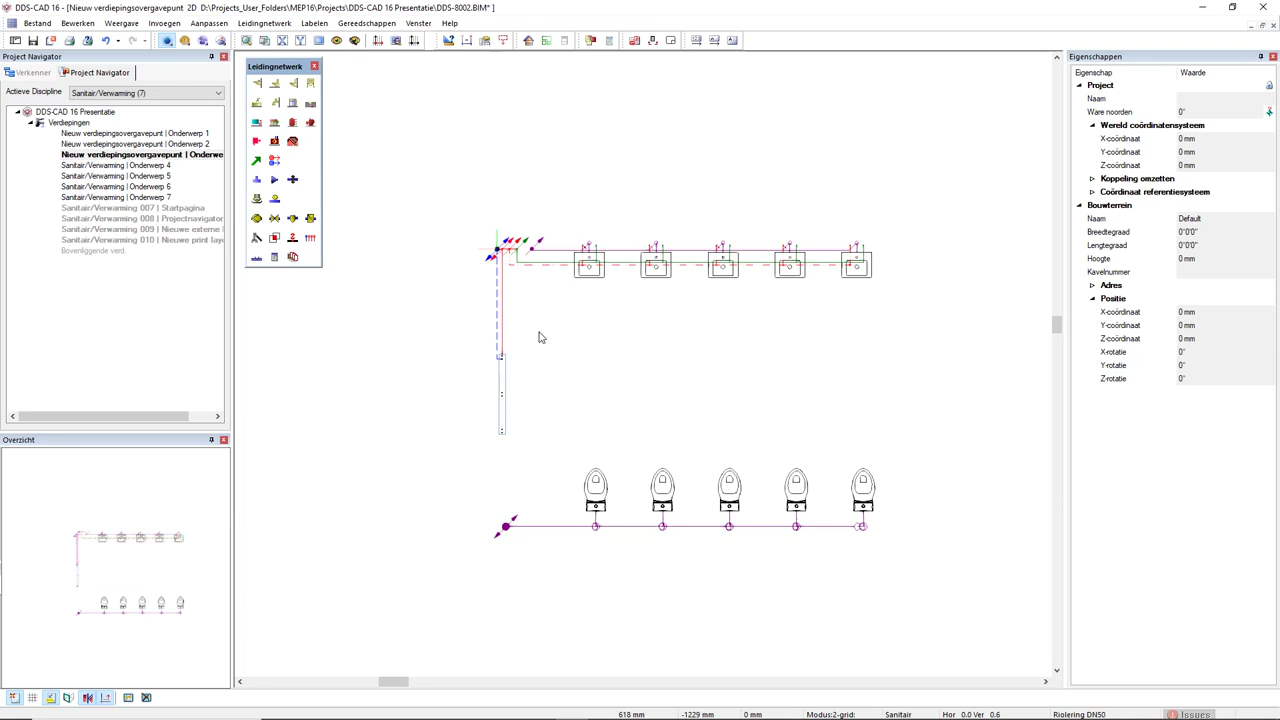 DDS-CAD 16 - [Nieuw verdiepingsovergavepunt 2D D:\Projects_User_Folders\MEP16\Projects\DDS-CAD 16 Presentatie\DDS-8002.BIM* ]
Bestand Bewerken Weergave Invoegen Aanpassen Leidingnetwerk Labelen Gereedschappen Venster Help
Project Navigator
Verkenner Project Navigator
Actieve Discipline Sanitair/Verwarming (7)
DDS-CAD 16 Presentatie
Verdiepingen
Nieuw verdiepingsovergavepunt | Onderwerp 1
Nieuw verdiepingsovergavepunt | Onderwerp 2
Nieuw verdiepingsovergavepunt | Onderwe
Sanitair/Verwarming | Onderwerp 4
Sanitair/Verwarming | Onderwerp 5
Sanitair/Verwarming | Onderwerp 6
Sanitair/Verwarming | Onderwerp 7
Sanitair/Verwarming 007 | Startpagina
Sanitair/Verwarming 008 | Projectnavigator
Sanitair/Verwarming 009 | Nieuwe externe
Sanitair/Verwarming 010 | Nieuwe print lay
Bovenliggende verd.
Overzicht
Leidingnetwerk
Eigenschappen
Eigenschap Waarde
Project
Naam
Ware noorden 0°
Wereld coördinatensysteem
X-coördinaat 0 mm
Y-coördinaat 0 mm
Z-coördinaat 0 mm
Koppeling omzetten
Coördinaat referentiesysteem
Bouwterrein
Naam Default
Breedtegraad 0°0'0"
Lengtegraad 0°0'0"
Hoogte 0 mm
Kavelnummer
Adres
Positie
X-coördinaat 0 mm
Y-coördinaat 0 mm
Z-coördinaat 0 mm
X-rotatie 0°
Y-rotatie 0°
Z-rotatie 0°
618 mm -1229 mm 0 mm Modus:2-grid: Sanitair Hor 0.0 Ver 0.6 Riolering DN50 Issues